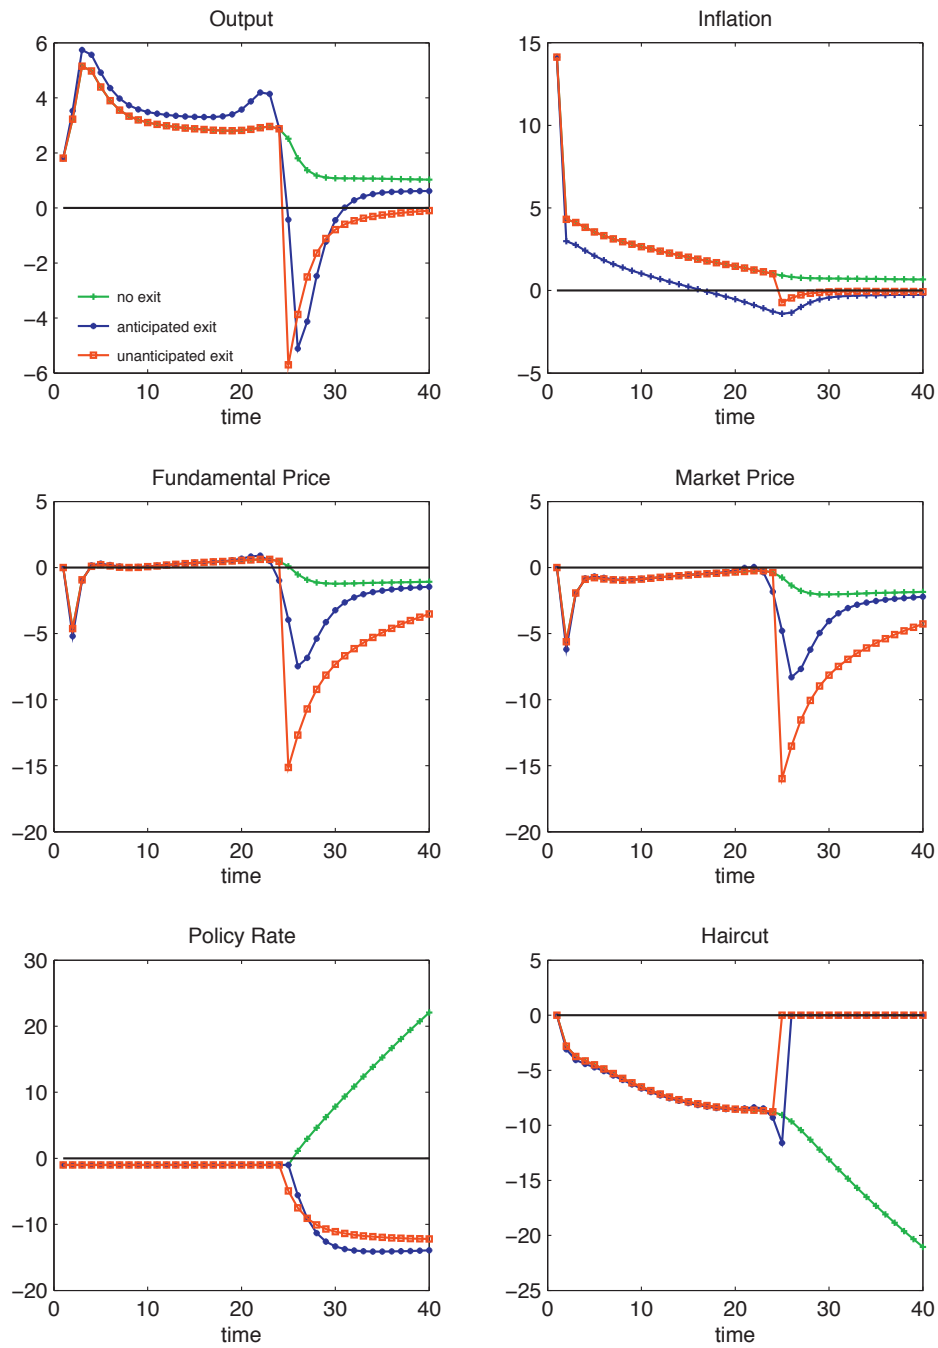 Output
6
4
2
0
−2
−4
−6
no exit
anticipated exit
unanticipated exit
0 10 20 30 40
time
Inflation
15
10
5
0
−5
0 10 20 30 40
time
Fundamental Price
5
0
−5
−10
−15
−20
0 10 20 30 40
time
Market Price
5
0
−5
−10
−15
−20
0 10 20 30 40
time
Policy Rate
30
20
10
0
−10
−20
0 10 20 30 40
time
Haircut
5
0
−5
−10
−15
−20
−25
0 10 20 30 40
time